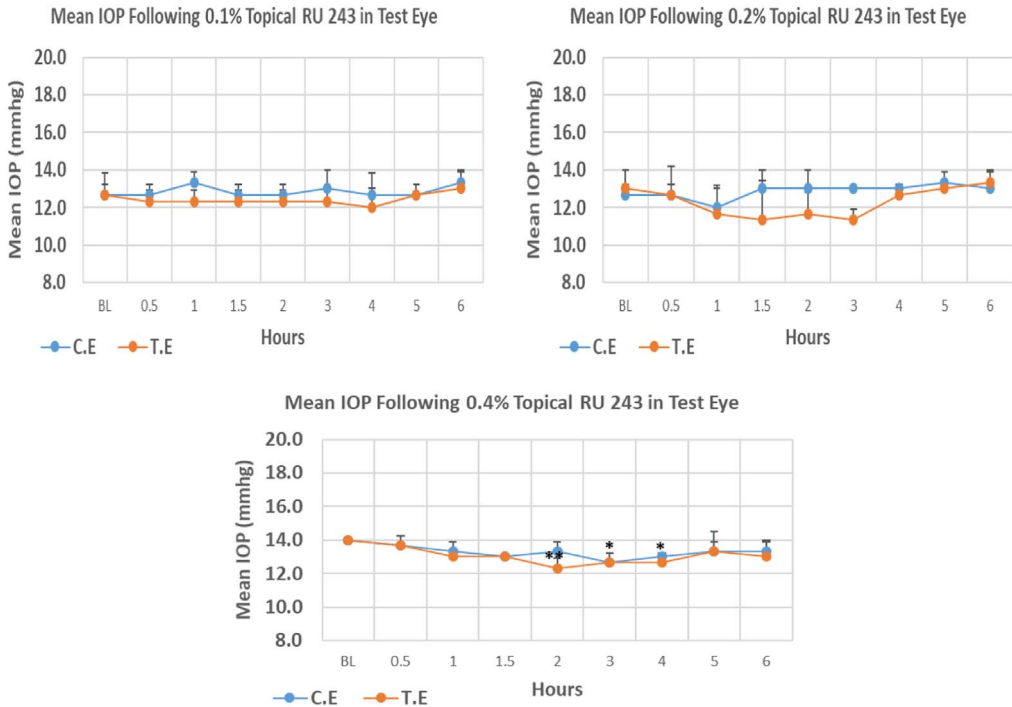 Mean IOP Following 0.1% Topical RU 243 in Test Eye
Mean IOP (mmhg)
20.0
18.0
16.0
14.0
12.0
10.0
8.0
BL 0.5 1 1.5 2 3 4 5 6
Hours
C.E T.E
Mean IOP Following 0.2% Topical RU 243 in Test Eye
Mean IOP (mmhg)
20.0
18.0
16.0
14.0
12.0
10.0
8.0
BL 0.5 1 1.5 2 3 4 5 6
Hours
C.E T.E
Mean IOP Following 0.4% Topical RU 243 in Test Eye
Mean IOP (mmhg)
20.0
18.0
16.0
14.0
12.0
10.0
8.0
** * *
BL 0.5 1 1.5 2 3 4 5 6
Hours
C.E T.E